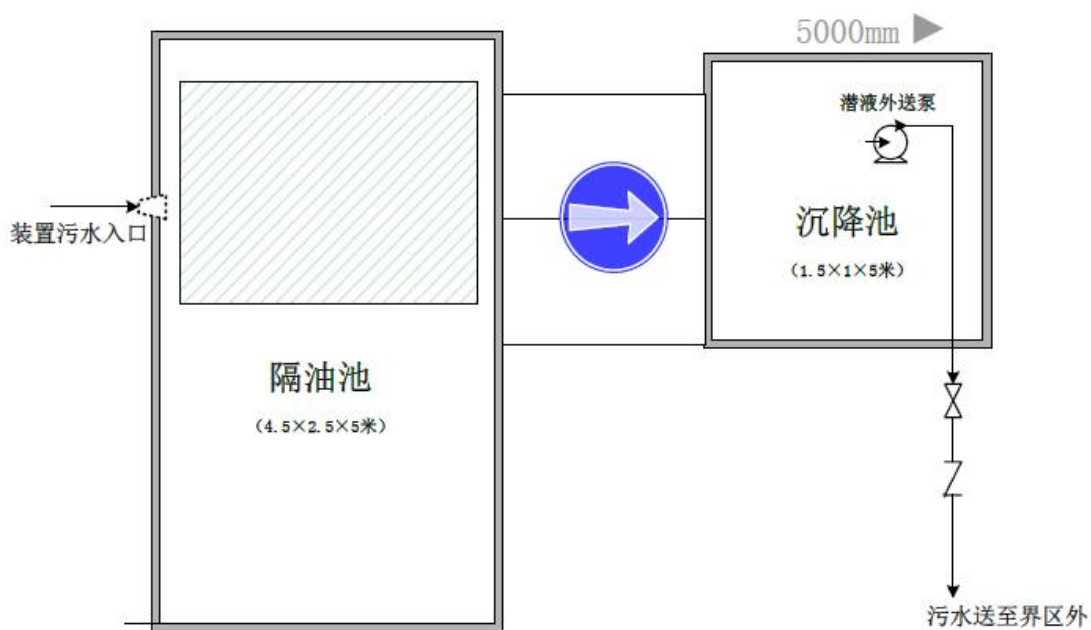 5000mm
潜液外送泵
装置污水入口
沉降池
（1.5×1×5米）
隔油池
（4.5×2.5×5米）
污水送至界区外